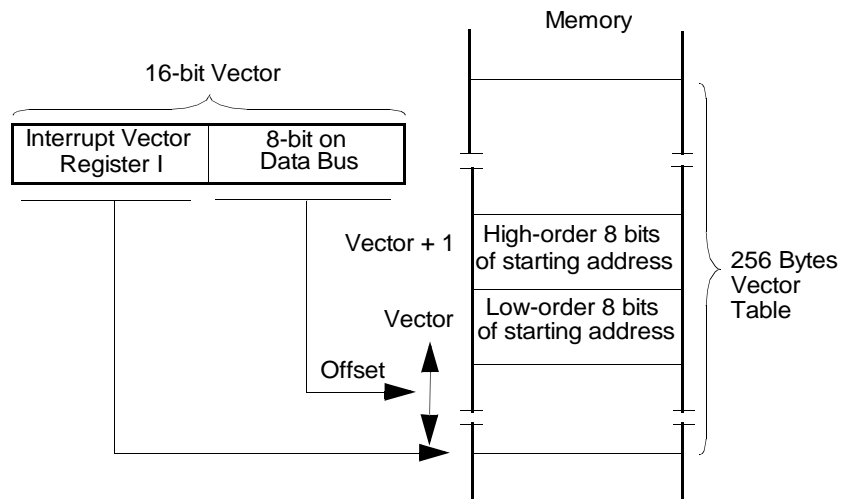 Memory
16-bit Vector
Interrupt Vector
Register I
8-bit on
Data Bus
Vector + 1
High-order 8 bits
of starting address
256 Bytes
Vector
Table
Vector
Low-order 8 bits
of starting address
Offset